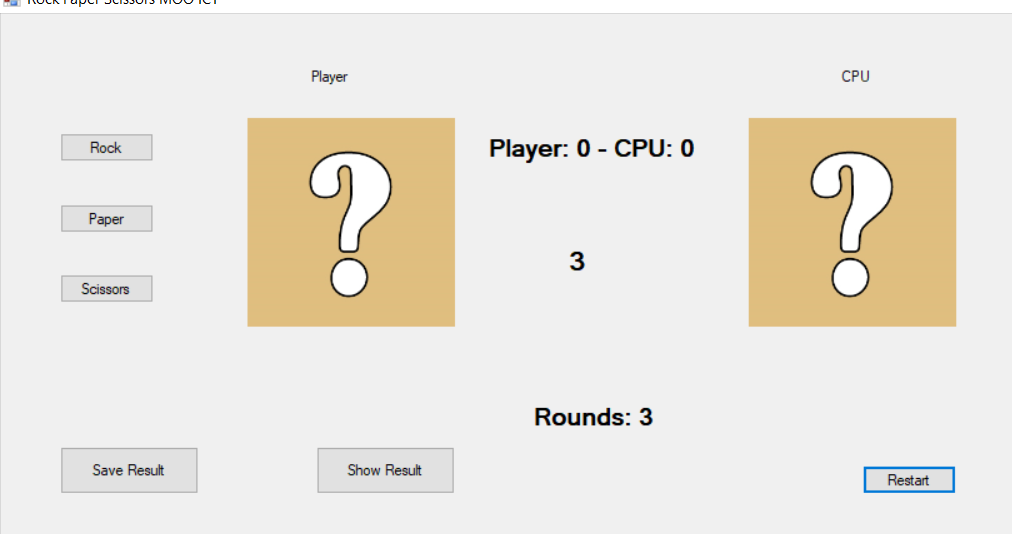 Rock Paper Scissors MOO ICT
Player
CPU
Rock
Player: 0 - CPU: 0
Paper
3
Scissors
Rounds: 3
Save Result
Show Result
Restart